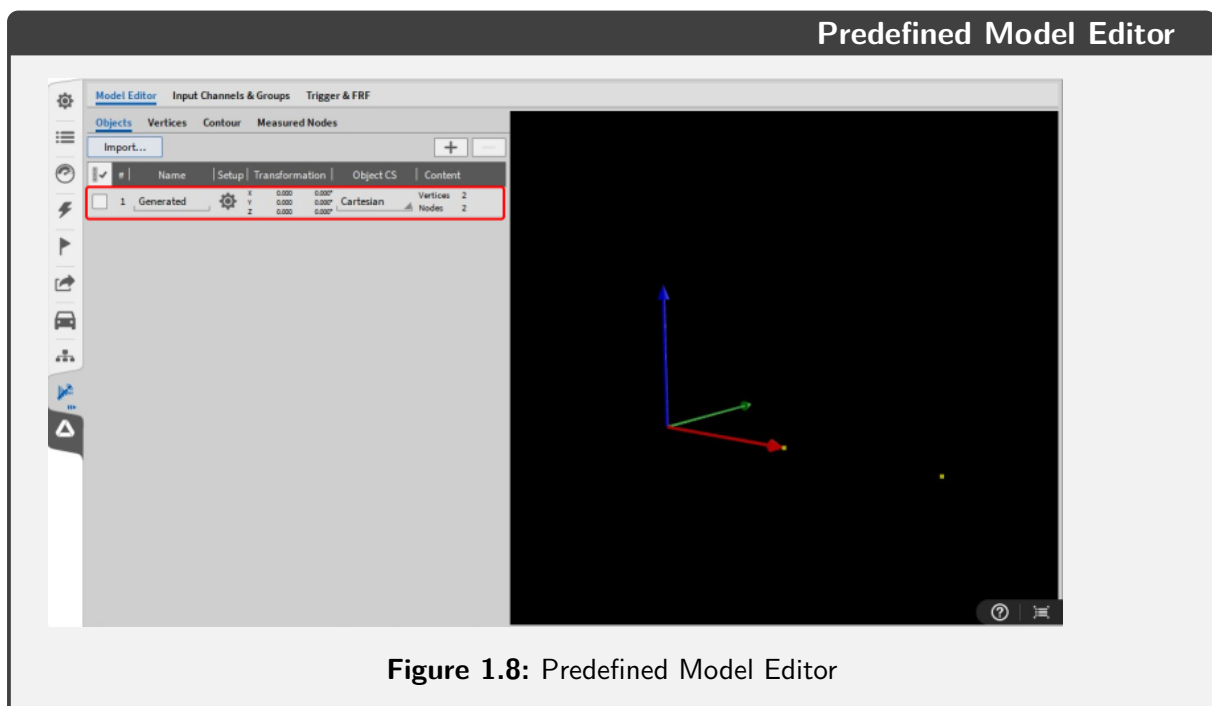 Predefined Model Editor
Model Editor Input Channels & Groups Trigger & FRF
Objects Vertices Contour Measured Nodes
Import... + −
# Name Setup Transformation Object CS Content
1 Generated X 0.000 0.000° Cartesian Vertices 2
Y 0.000 0.000° Nodes 2
Z 0.000 0.000°
Figure 1.8: Predefined Model Editor